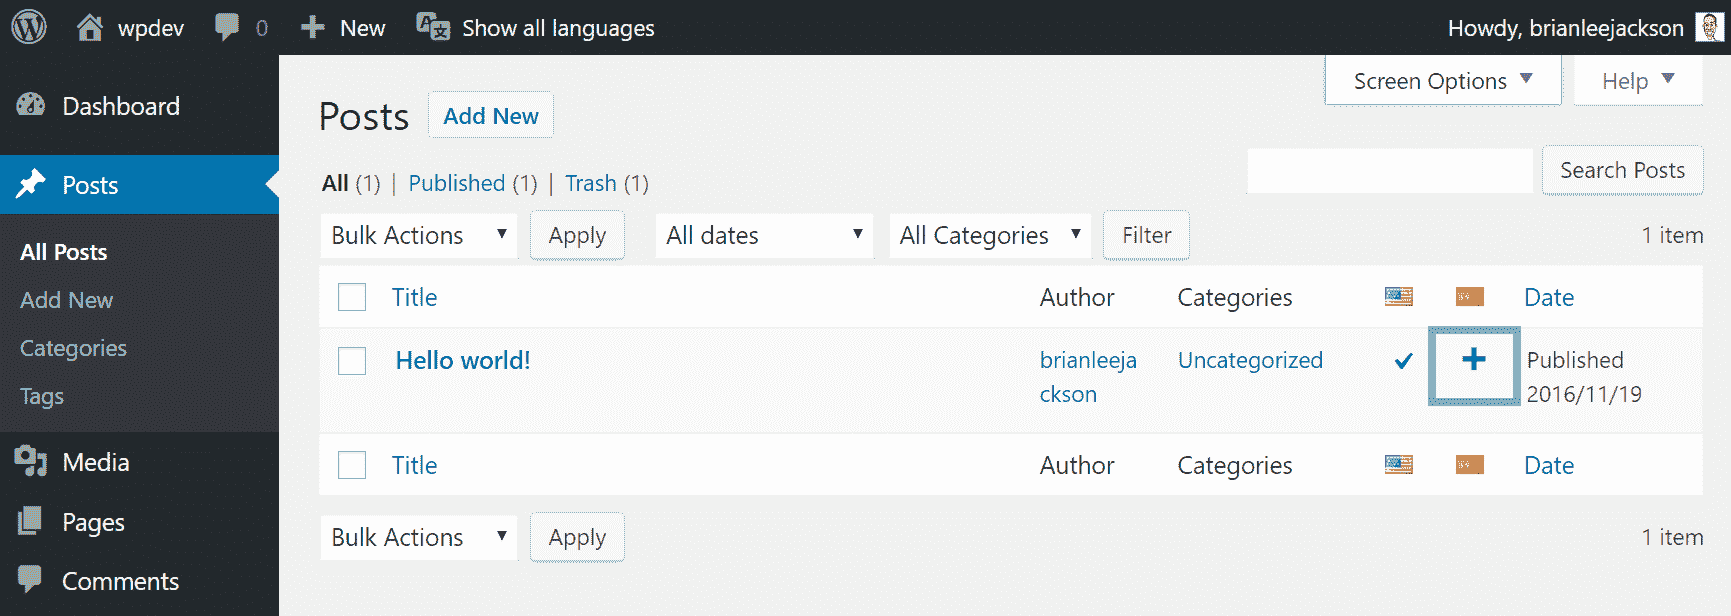 wpdev 0 New Show all languages Howdy, brianleejackson
Dashboard
Posts
All Posts
Add New
Categories
Tags
Media
Pages
Comments
Screen Options Help
Posts Add New
All (1) | Published (1) | Trash (1)
Search Posts
Bulk Actions Apply All dates All Categories Filter 1 item
Title Author Categories Date
Hello world! brianleeja Uncategorized Published
ckson 2016/11/19
Title Author Categories Date
Bulk Actions Apply 1 item